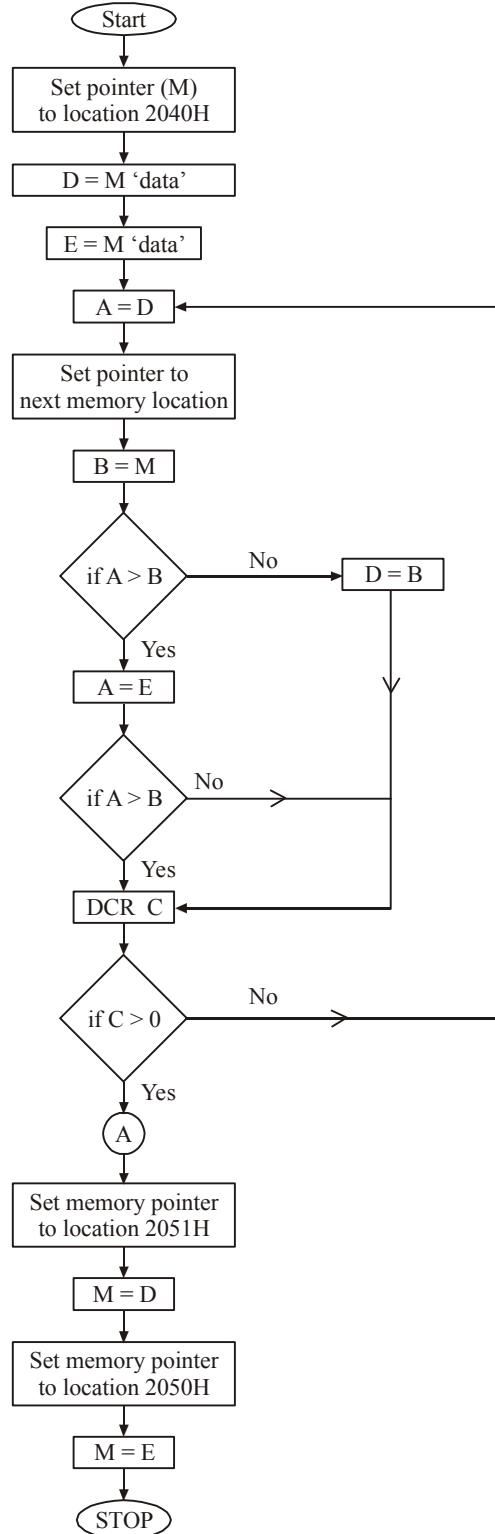 Start
Set pointer (M)
to location 2040H
D = M ‘data’
E = M ‘data’
A = D
Set pointer to
next memory location
B = M
if A > B
No
D = B
Yes
A = E
if A > B
No
Yes
DCR C
if C > 0
No
Yes
A
Set memory pointer
to location 2051H
M = D
Set memory pointer
to location 2050H
M = E
STOP